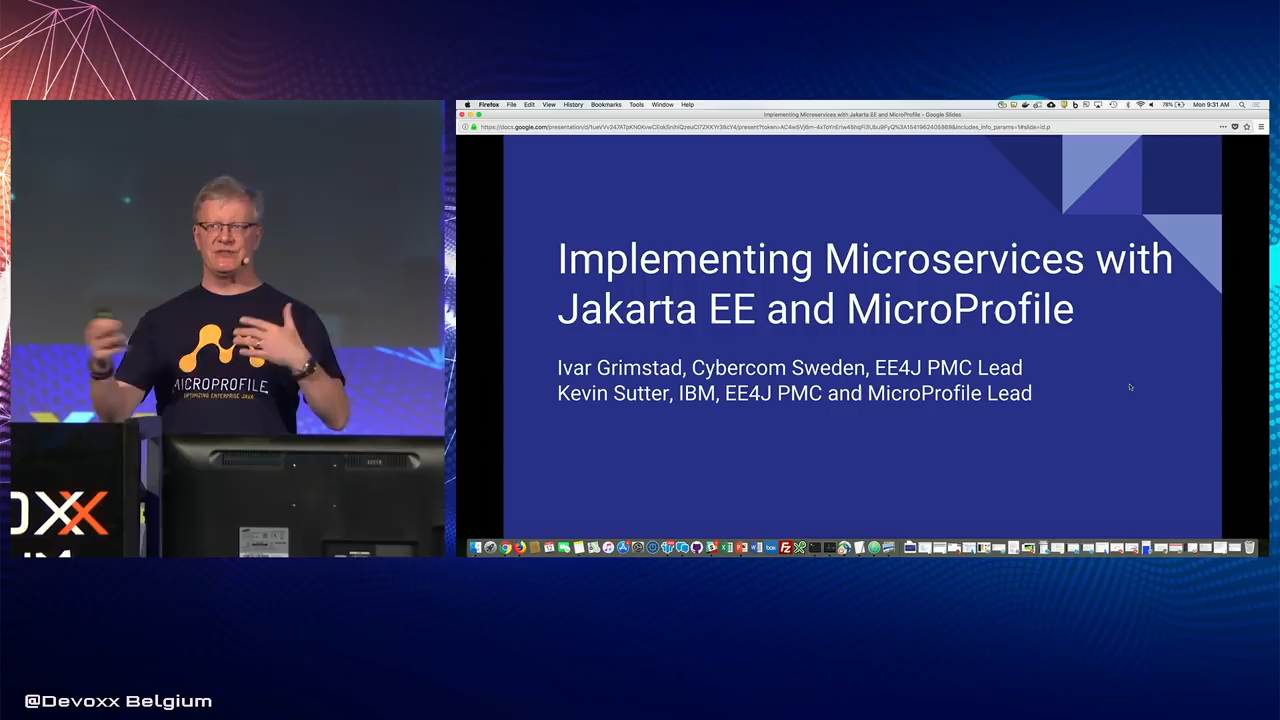 MICROPROFILE
OPTIMIZING ENTERPRISE JAVA
OXX
Firefox File Edit View History Bookmarks Tools Window Help
78%
Mon 9:31 AM
Implementing Microservices with Jakarta EE and MicroProfile - Google Slides
Implementing Microservices with
Jakarta EE and MicroProfile
Ivar Grimstad, Cybercom Sweden, EE4J PMC Lead
Kevin Sutter, IBM, EE4J PMC and MicroProfile Lead
@Devoxx Belgium